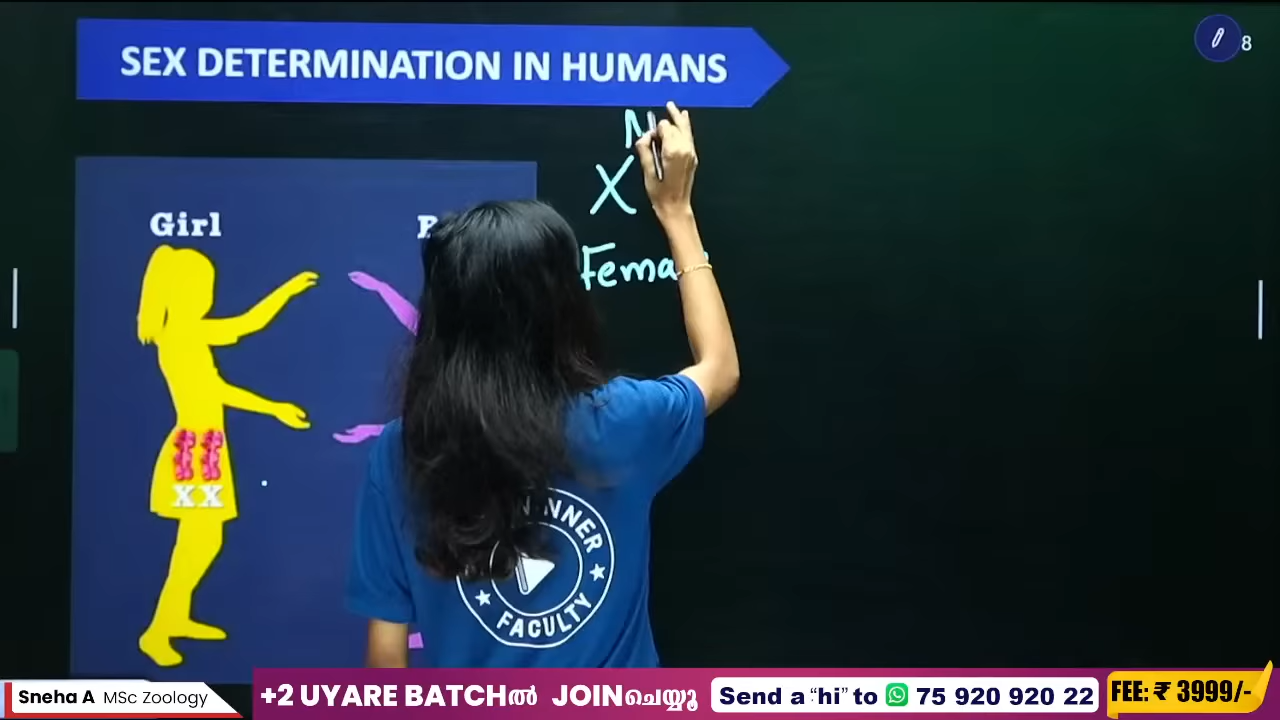 SEX DETERMINATION IN HUMANS
8
X
Girl
Fema
XX
NNER
FACULTY
Sneha A MSc Zoology
+2 UYARE BATCHൽ JOINചെയ്യൂ
Send a “hi” to 75 920 920 22
FEE: ₹ 3999/-